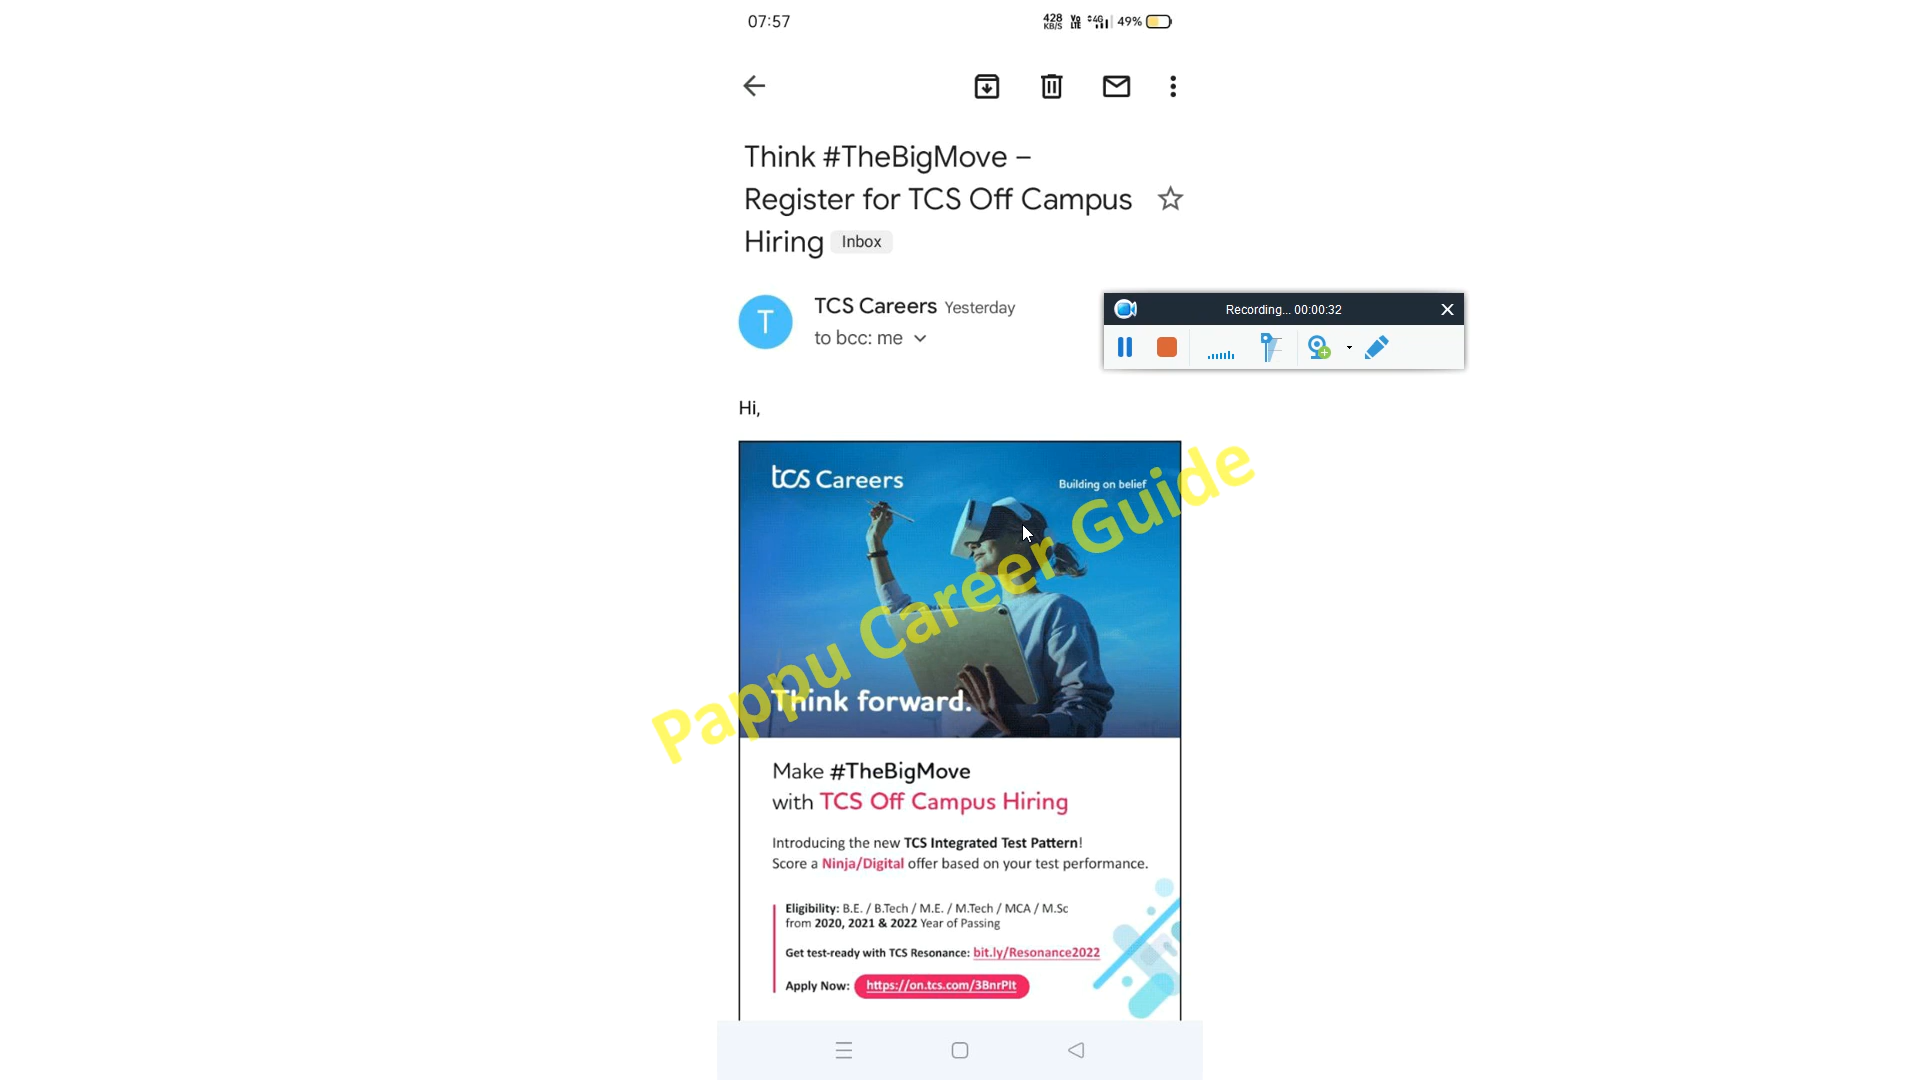 07:57
428 KB/S Vo LTE 4G 49%
Think #TheBigMove –
Register for TCS Off Campus
Hiring Inbox
T
TCS Careers Yesterday
to bcc: me
Recording... 00:00:32
Hi,
tcs Careers
Building on belief
Think forward.
Pappu Career Guide
Make #TheBigMove
with TCS Off Campus Hiring
Introducing the new TCS Integrated Test Pattern!
Score a Ninja/Digital offer based on your test performance.
Eligibility: B.E. / B.Tech / M.E. / M.Tech / MCA / M.Sc
from 2020, 2021 & 2022 Year of Passing
Get test-ready with TCS Resonance: bit.ly/Resonance2022
Apply Now: https://on.tcs.com/3BnrPIt